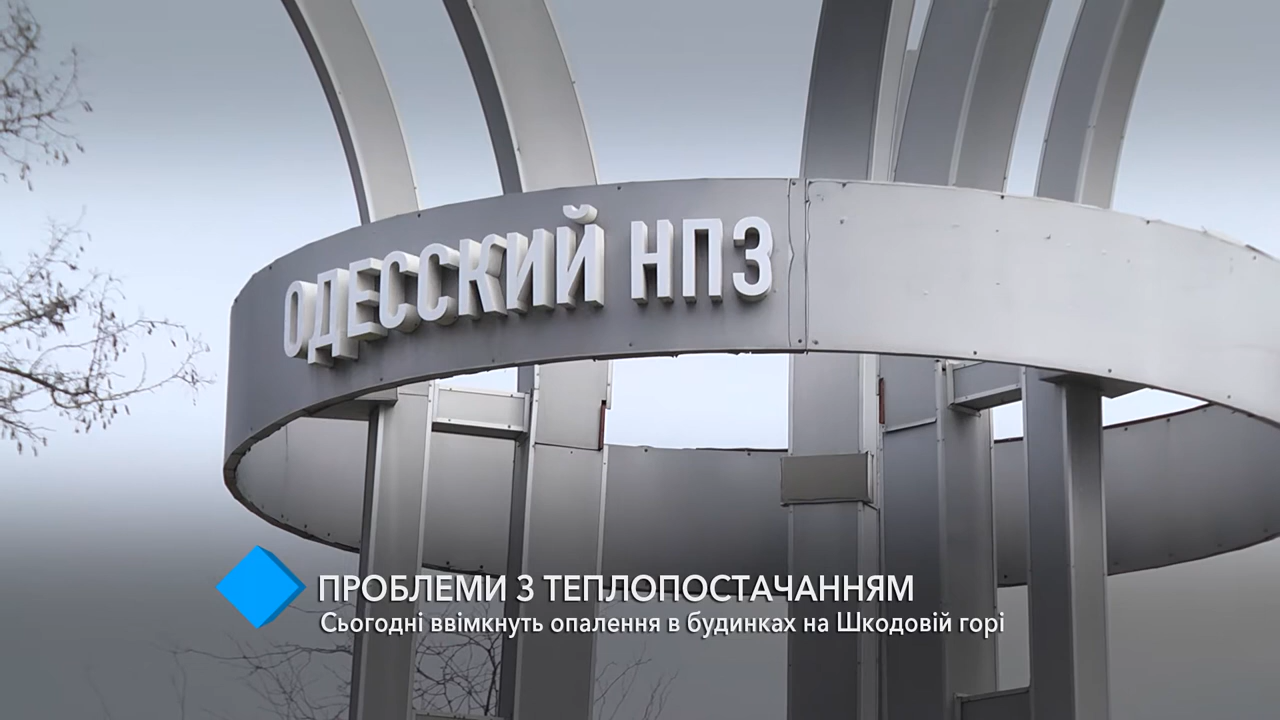 ОДЕССКИЙ НПЗ
ПРОБЛЕМИ З ТЕПЛОПОСТАЧАННЯМ
Сьогодні ввімкнуть опалення в будинках на Шкодовій горі